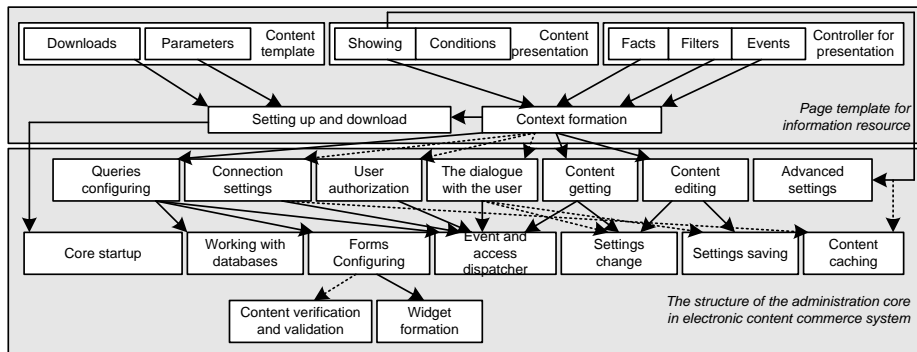 Downloads
Parameters
Content
template
Showing
Conditions
Content
presentation
Facts
Filters
Events
Controller for
presentation
Setting up and download
Context formation
Page template for
information resource
Queries
configuring
Connection
settings
User
authorization
The dialogue
with the user
Content
getting
Content
editing
Advanced
settings
Core startup
Working with
databases
Forms
Configuring
Event and
access
dispatcher
Settings
change
Settings saving
Content
caching
Content verification
and validation
Widget
formation
The structure of the administration core
in electronic content commerce system